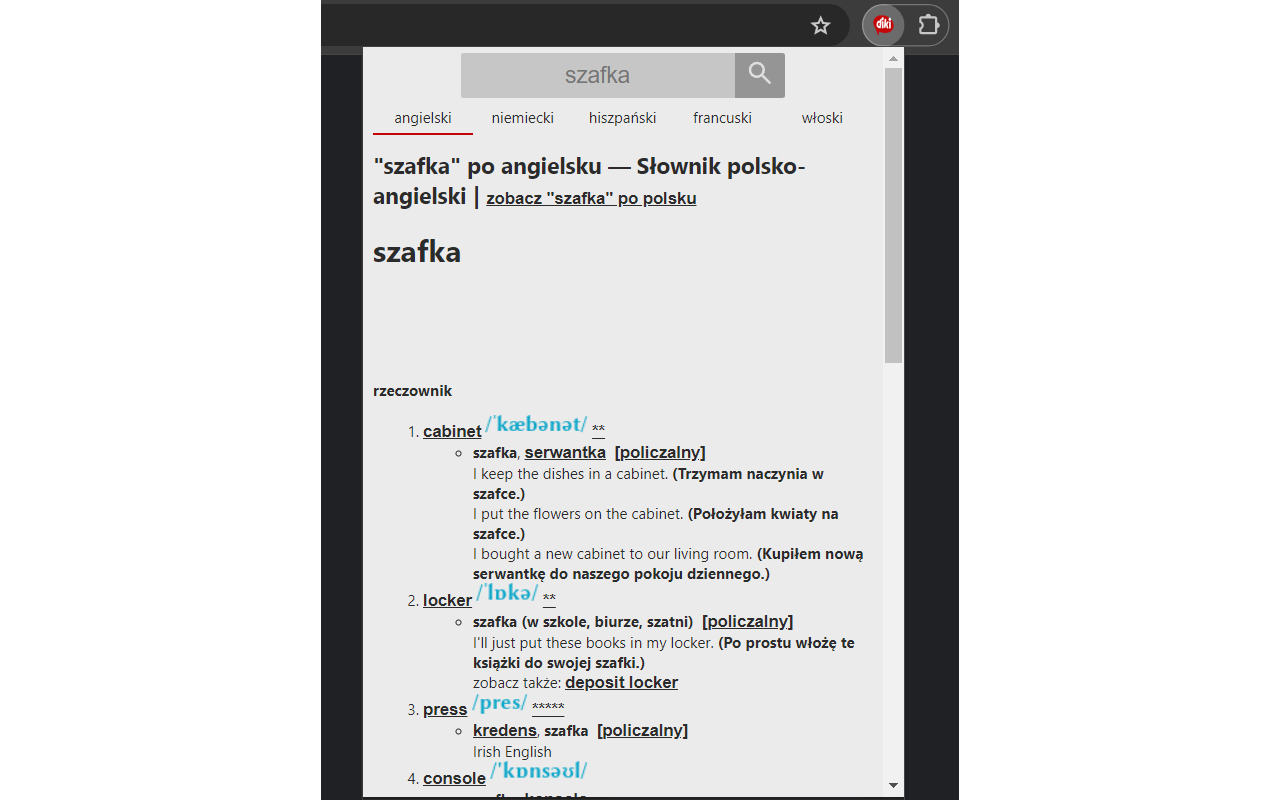 diki
szafka
angielski niemiecki hiszpański francuski włoski
"szafka" po angielsku — Słownik polsko-
angielski | zobacz "szafka" po polsku
szafka
rzeczownik
1. cabinet /ˈkæbənət/ **
szafka, serwantka [policzalny]
I keep the dishes in a cabinet. (Trzymam naczynia w
szafce.)
I put the flowers on the cabinet. (Położyłam kwiaty na
szafce.)
I bought a new cabinet to our living room. (Kupiłem nową
serwantkę do naszego pokoju dziennego.)
2. locker /ˈlɒkə/ **
szafka (w szkole, biurze, szatni) [policzalny]
I'll just put these books in my locker. (Po prostu włożę te
książki do swojej szafki.)
zobacz także: deposit locker
3. press /pres/ *****
kredens, szafka [policzalny]
Irish English
4. console /ˈkɒnsəʊl/